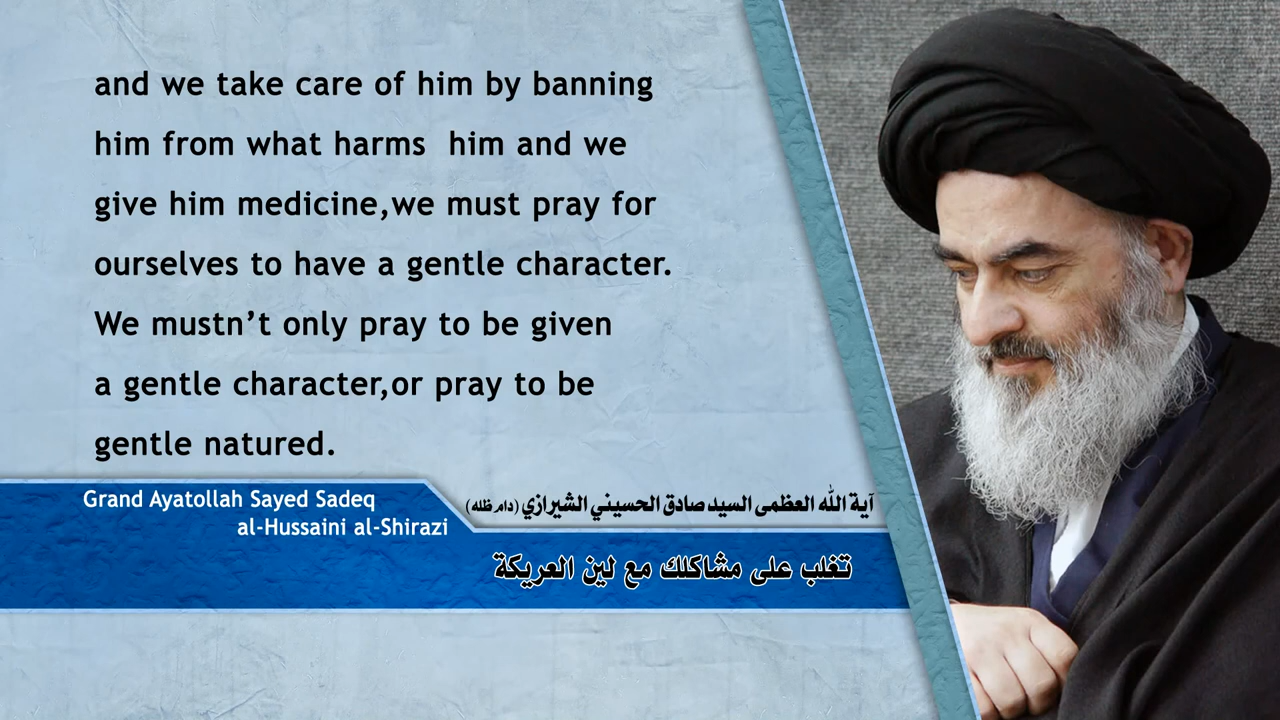 and we take care of him by banning
him from what harms  him and we
give him medicine,we must pray for
ourselves to have a gentle character.
We mustn’t only pray to be given
a gentle character,or pray to be
gentle natured.
Grand Ayatollah Sayed Sadeq
al-Hussaini al-Shirazi
آية الله العظمى السيد صادق الحسيني الشيرازي (دام ظله)
تغلب على مشاكلك مع لين العريكة